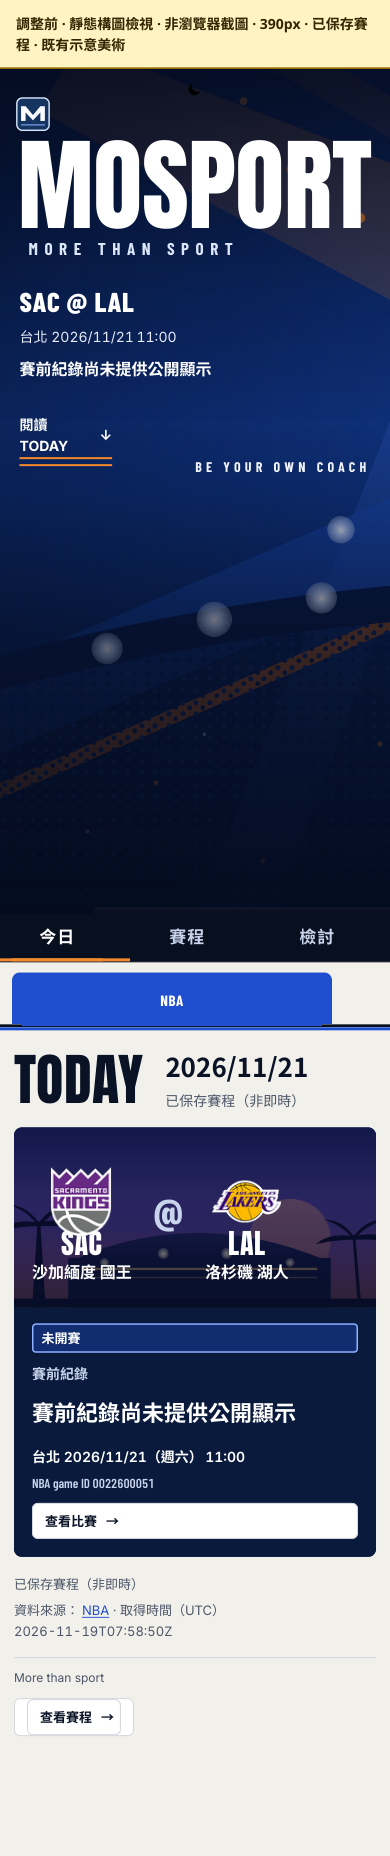 調整前 · 靜態構圖檢視 · 非瀏覽器截圖 · 390px · 已保存賽
程 · 既有示意美術
M
MOSPORT
MORE THAN SPORT
SAC @ LAL
台北 2026/11/21 11:00
賽前紀錄尚未提供公開顯示
閱讀
TODAY ↓
BE YOUR OWN COACH
今日 賽程 檢討
NBA
TODAY 2026/11/21
已保存賽程（非即時）
SACRAMENTO
KINGS
LOS ANGELES
LAKERS
@
SAC LAL
沙加緬度 國王 洛杉磯 湖人
未開賽
賽前紀錄
賽前紀錄尚未提供公開顯示
台北 2026/11/21（週六） 11:00
NBA game ID 0022600051
查看比賽 →
已保存賽程（非即時）
資料來源： NBA · 取得時間（UTC）
2026-11-19T07:58:50Z
More than sport
查看賽程 →